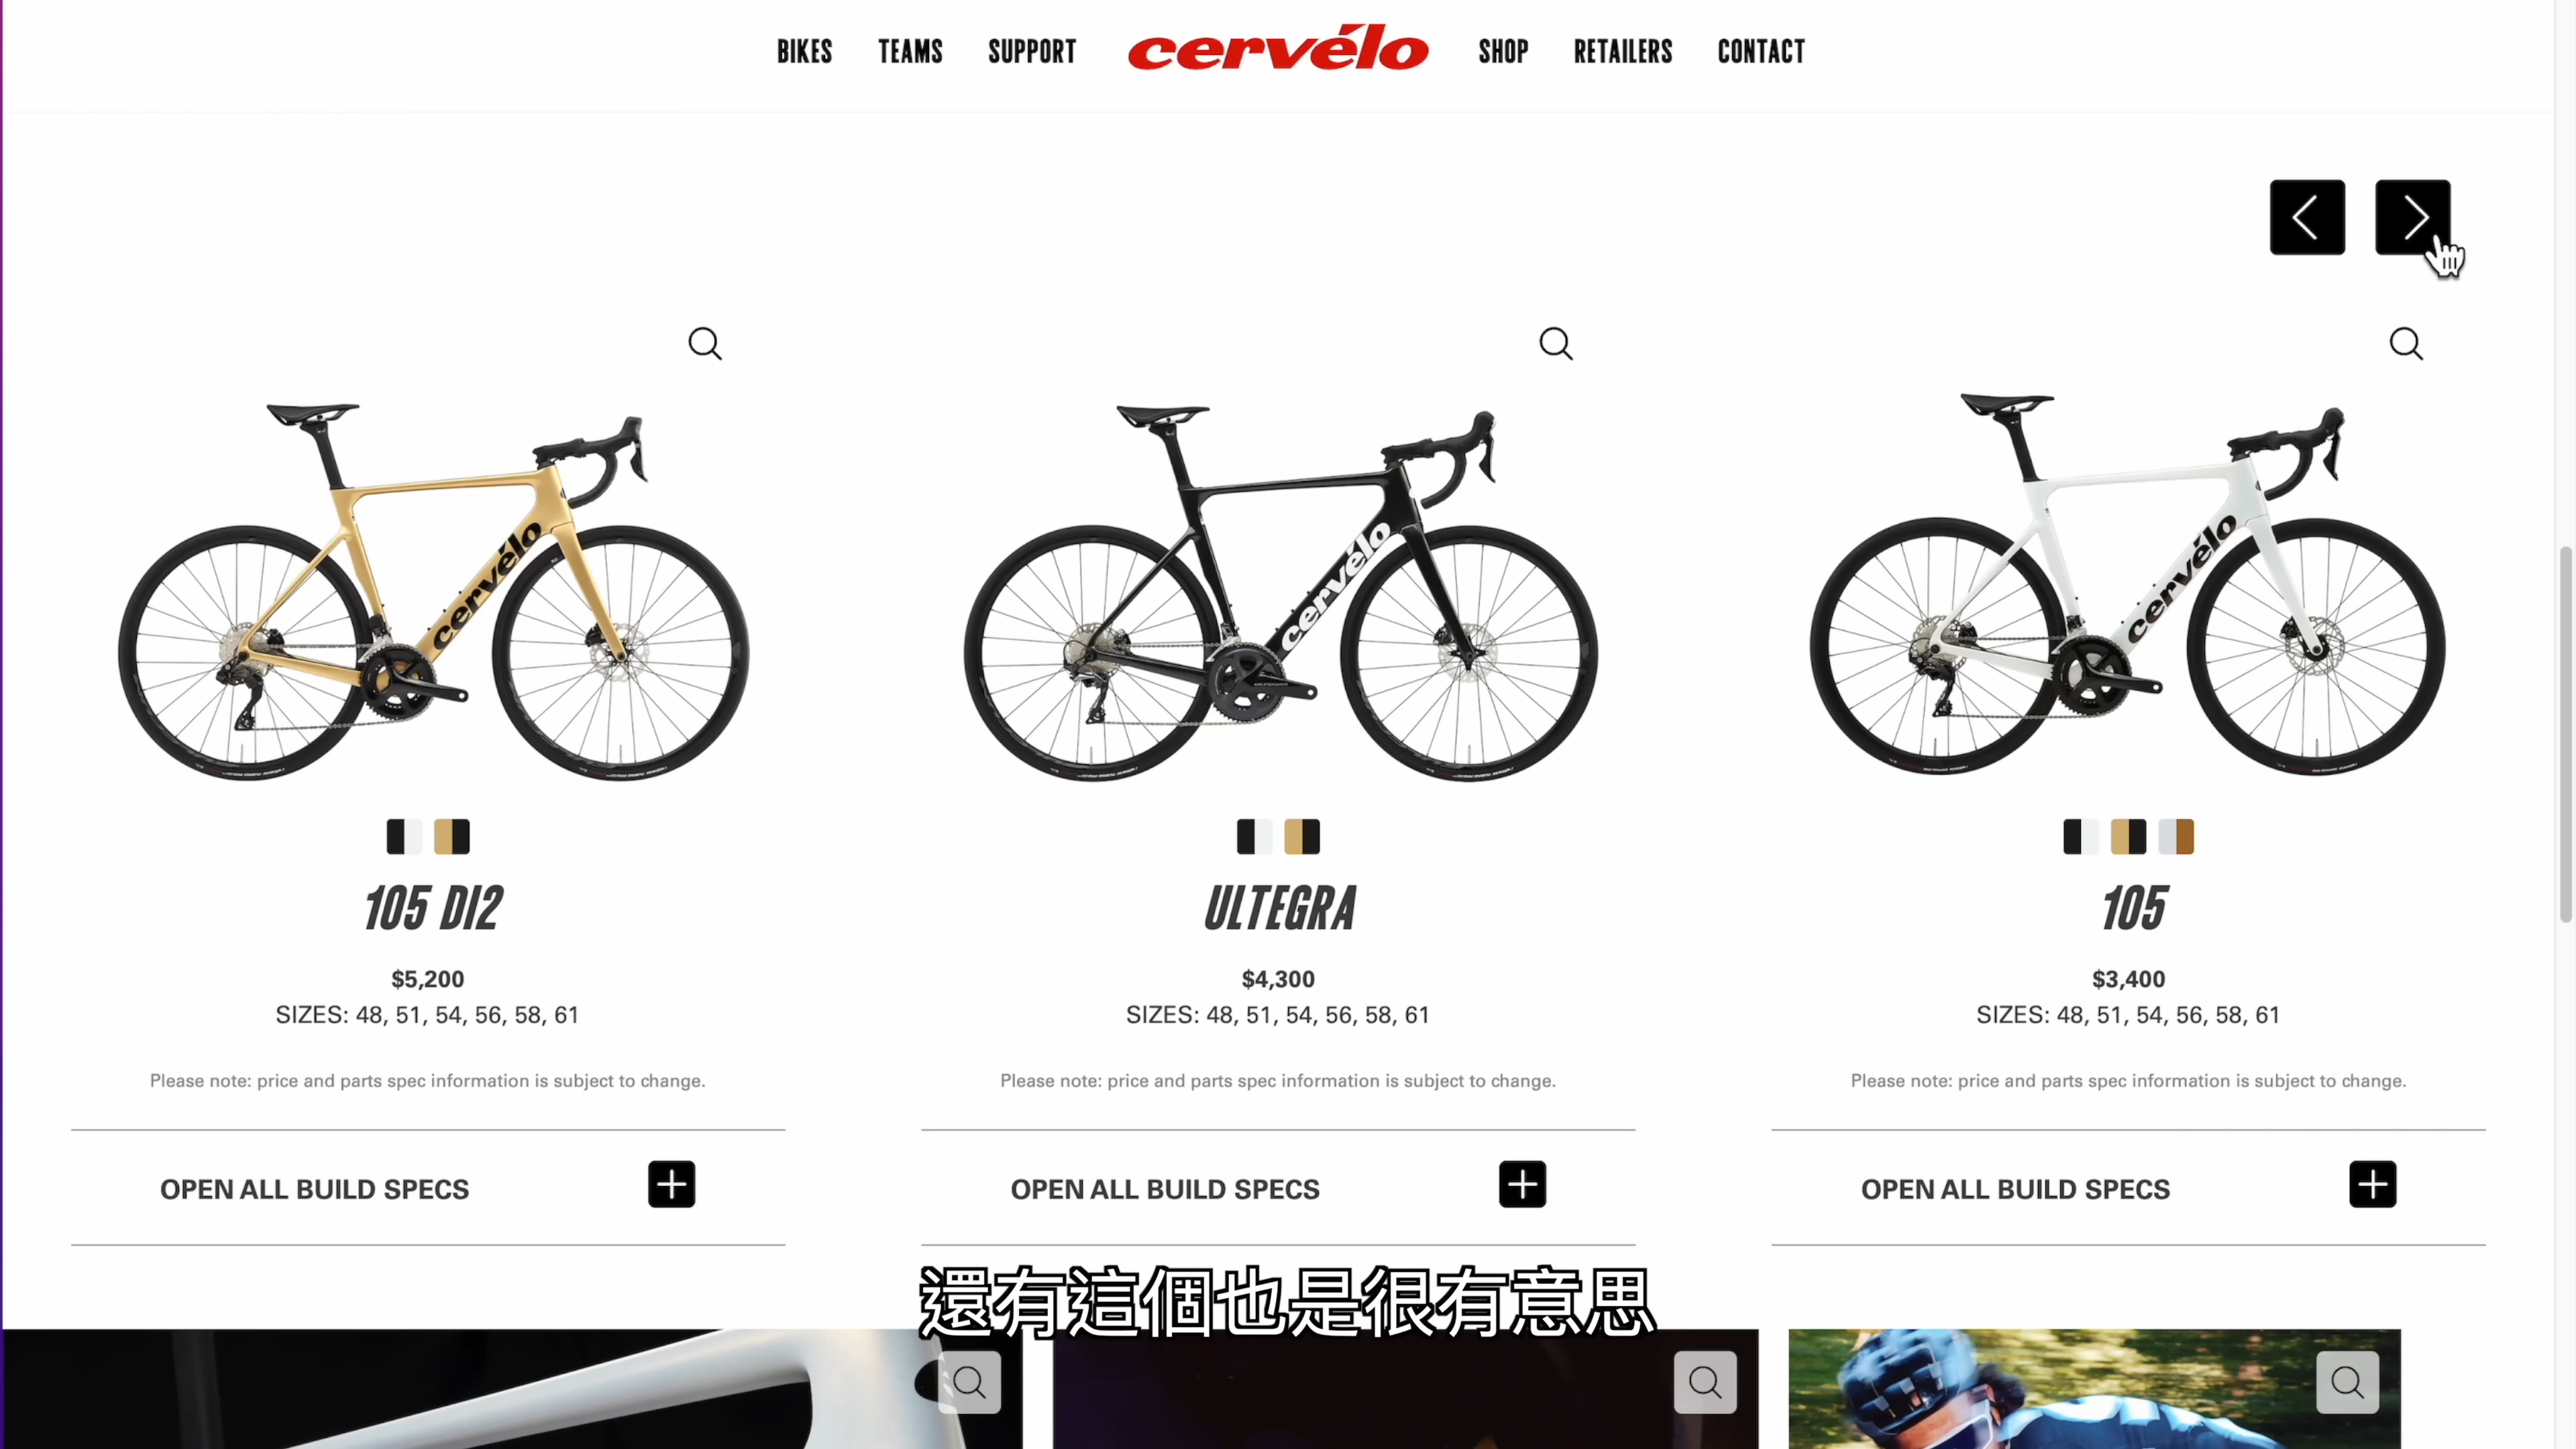 BIKES TEAMS SUPPORT cervélo SHOP RETAILERS CONTACT
cervélo cervélo cervélo
105 DI2
$5,200
SIZES: 48, 51, 54, 56, 58, 61
Please note: price and parts spec information is subject to change.
OPEN ALL BUILD SPECS
ULTEGRA
$4,300
SIZES: 48, 51, 54, 56, 58, 61
Please note: price and parts spec information is subject to change.
OPEN ALL BUILD SPECS
105
$3,400
SIZES: 48, 51, 54, 56, 58, 61
Please note: price and parts spec information is subject to change.
OPEN ALL BUILD SPECS
還有這個也是很有意思